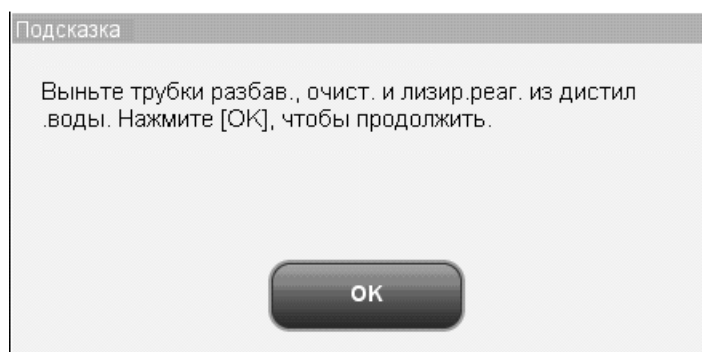 Подсказка
Выньте трубки разбав., очист. и лизир.реаг. из дистил
.воды. Нажмите [OK], чтобы продолжить.
OK